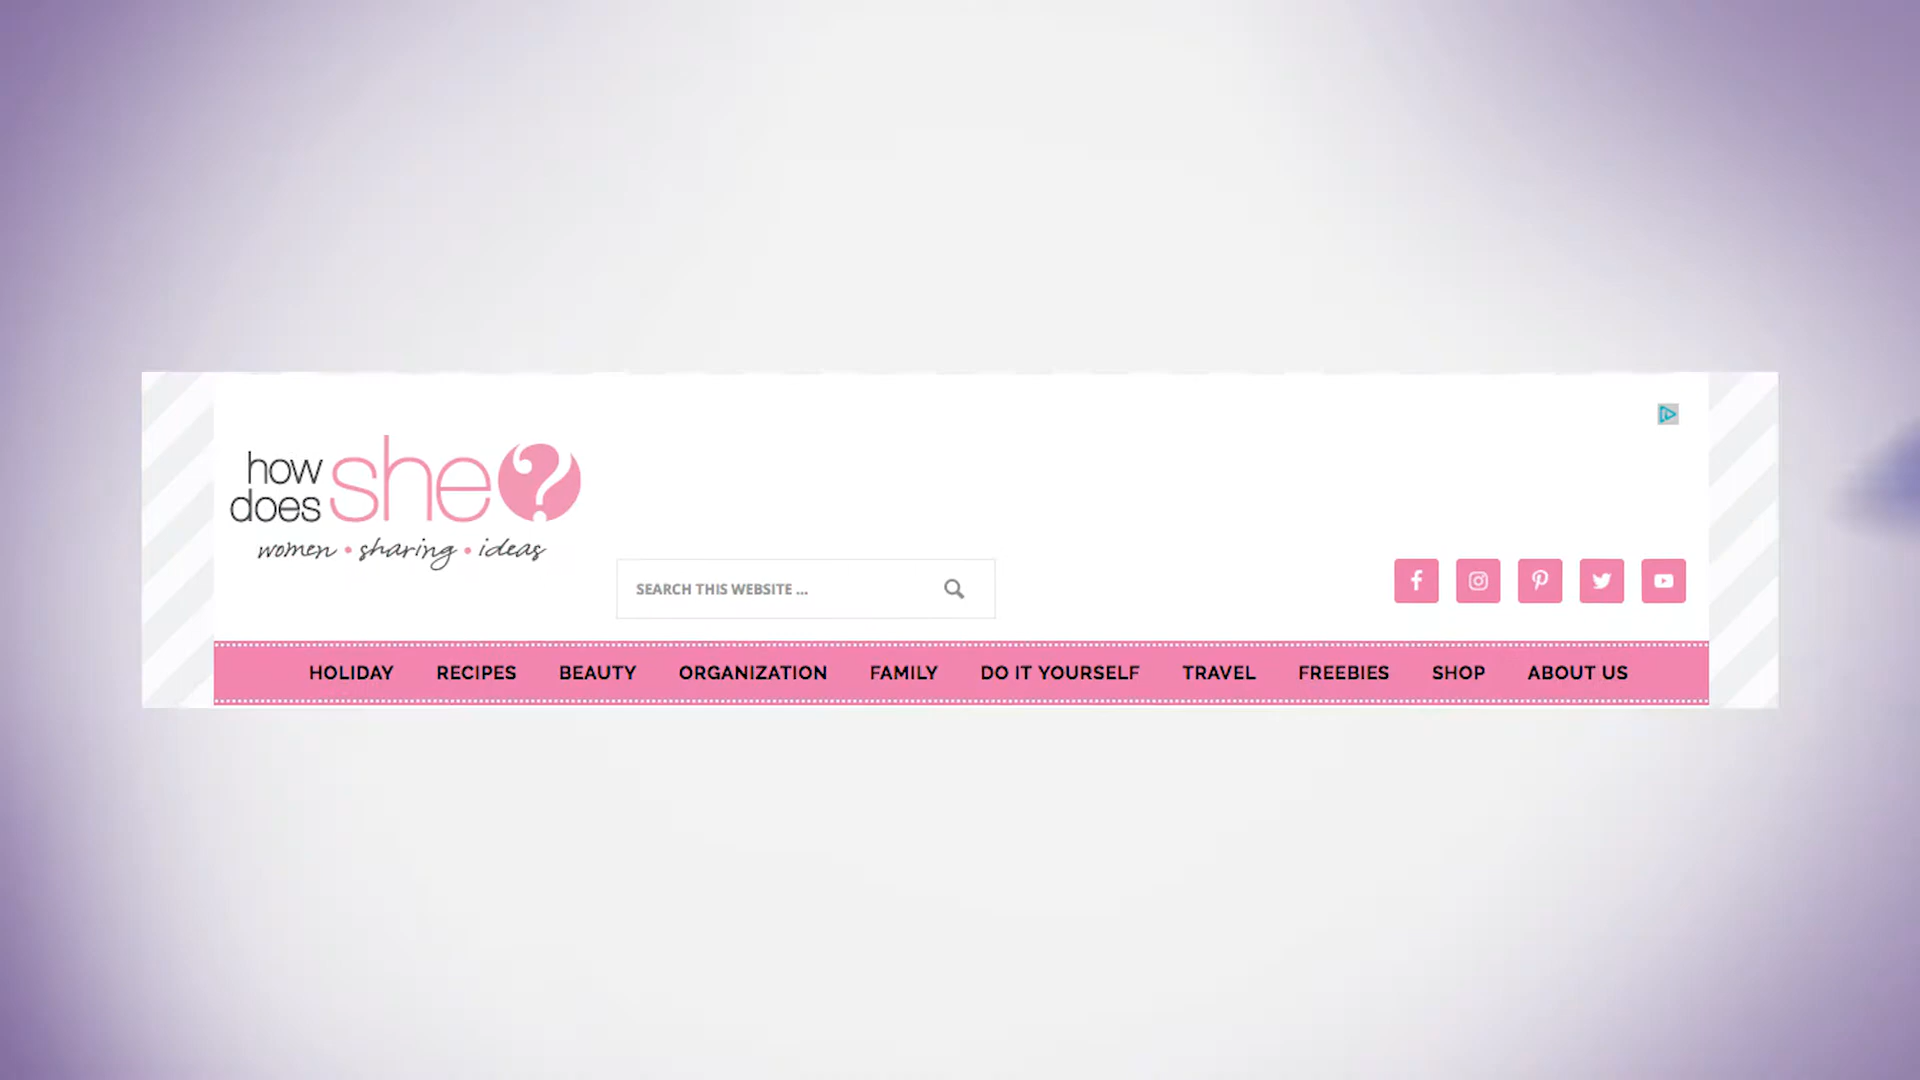 how does she?
women • sharing • ideas
SEARCH THIS WEBSITE ...
HOLIDAY RECIPES BEAUTY ORGANIZATION FAMILY DO IT YOURSELF TRAVEL FREEBIES SHOP ABOUT US